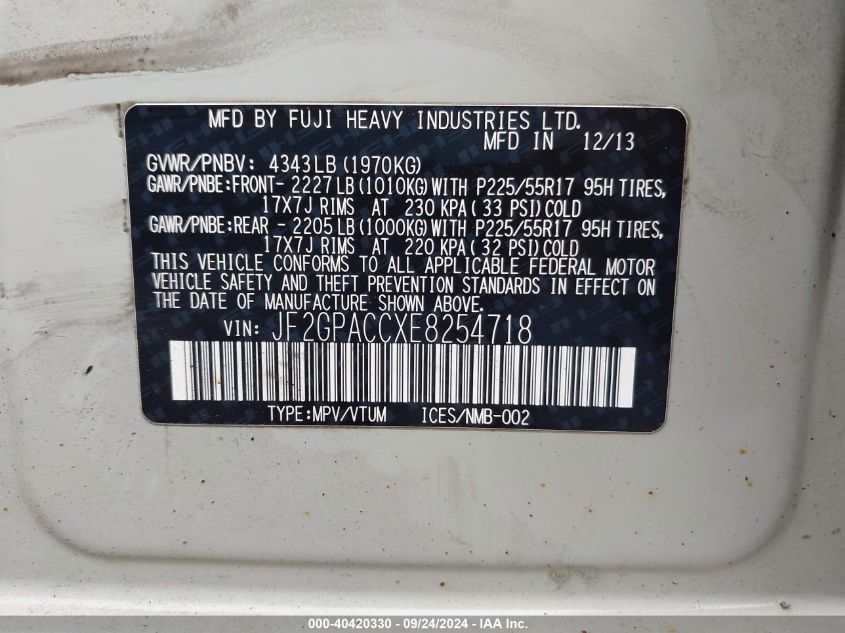 MFD BY FUJI HEAVY INDUSTRIES LTD.
MFD IN 12/13
GVWR/PNBV: 4343LB (1970KG)
GAWR/PNBE:FRONT- 2227 LB (1010KG) WITH P225/55R17 95H TIRES,
17X7J RIMS AT 230 KPA( 33 PSI) COLD
GAWR/PNBE:REAR - 2205 LB (1000KG) WITH P225/55R17 95H TIRES,
17X7J RIMS AT 220 KPA( 32 PSI) COLD
THIS VEHICLE CONFORMS TO ALL APPLICABLE FEDERAL MOTOR
VEHICLE SAFETY AND THEFT PREVENTION STANDARDS IN EFFECT ON
THE DATE OF MANUFACTURE SHOWN ABOVE.
VIN: JF2GPACCXE8254718
TYPE:MPV/VTUM ICES/NMB-002
000-40420330 - 09/24/2024 - IAA Inc.